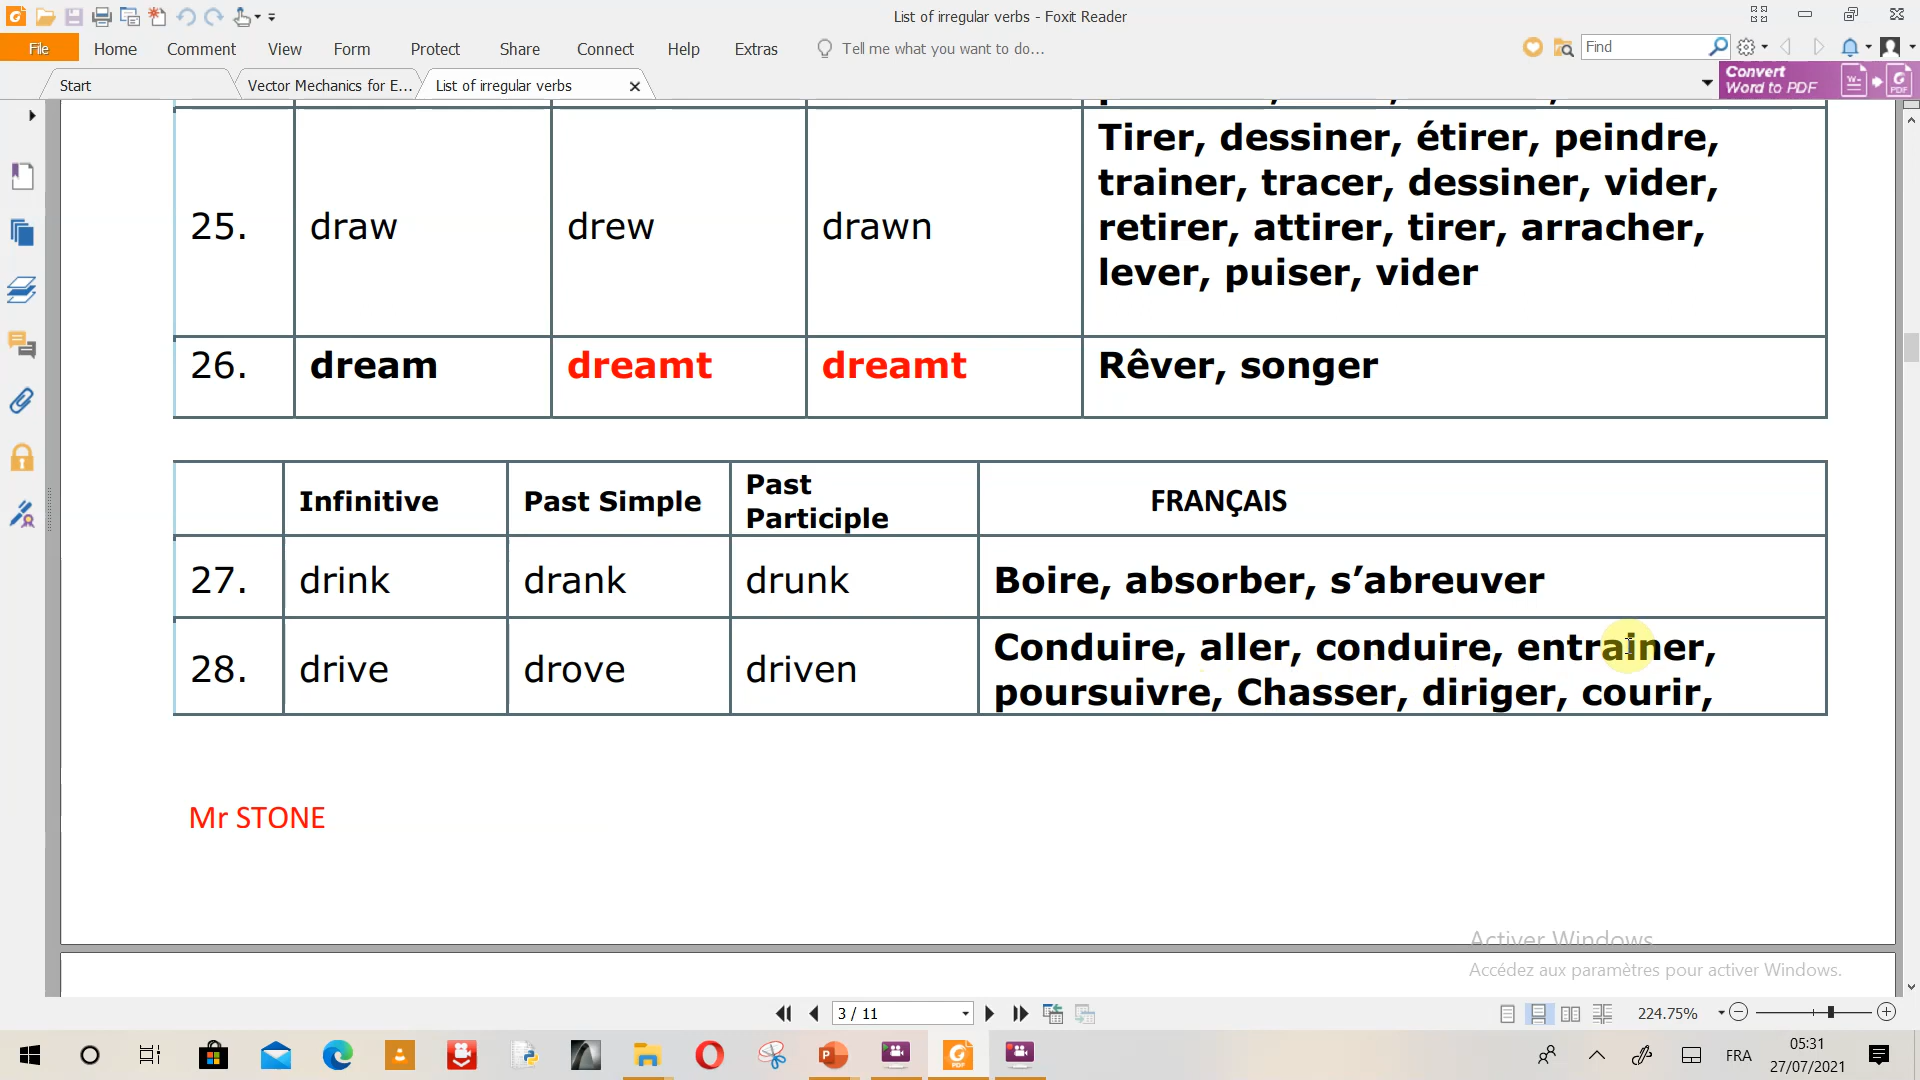 List of irregular verbs - Foxit Reader
File Home Comment View Form Protect Share Connect Help Extras Tell me what you want to do... Find
Start Vector Mechanics for E... List of irregular verbs
Convert
Word to PDF
25. draw drew drawn
Tirer, dessiner, étirer, peindre,
trainer, tracer, dessiner, vider,
retirer, attirer, tirer, arracher,
lever, puiser, vider
26. dream dreamt dreamt Rêver, songer
Infinitive Past Simple Past
Participle
FRANÇAIS
27. drink drank drunk Boire, absorber, s’abreuver
28. drive drove driven
Conduire, aller, conduire, entrainer,
poursuivre, Chasser, diriger, courir,
Mr STONE
Activer Windows
Accédez aux paramètres pour activer Windows.
3 / 11
224.75%
FRA
05:31
27/07/2021